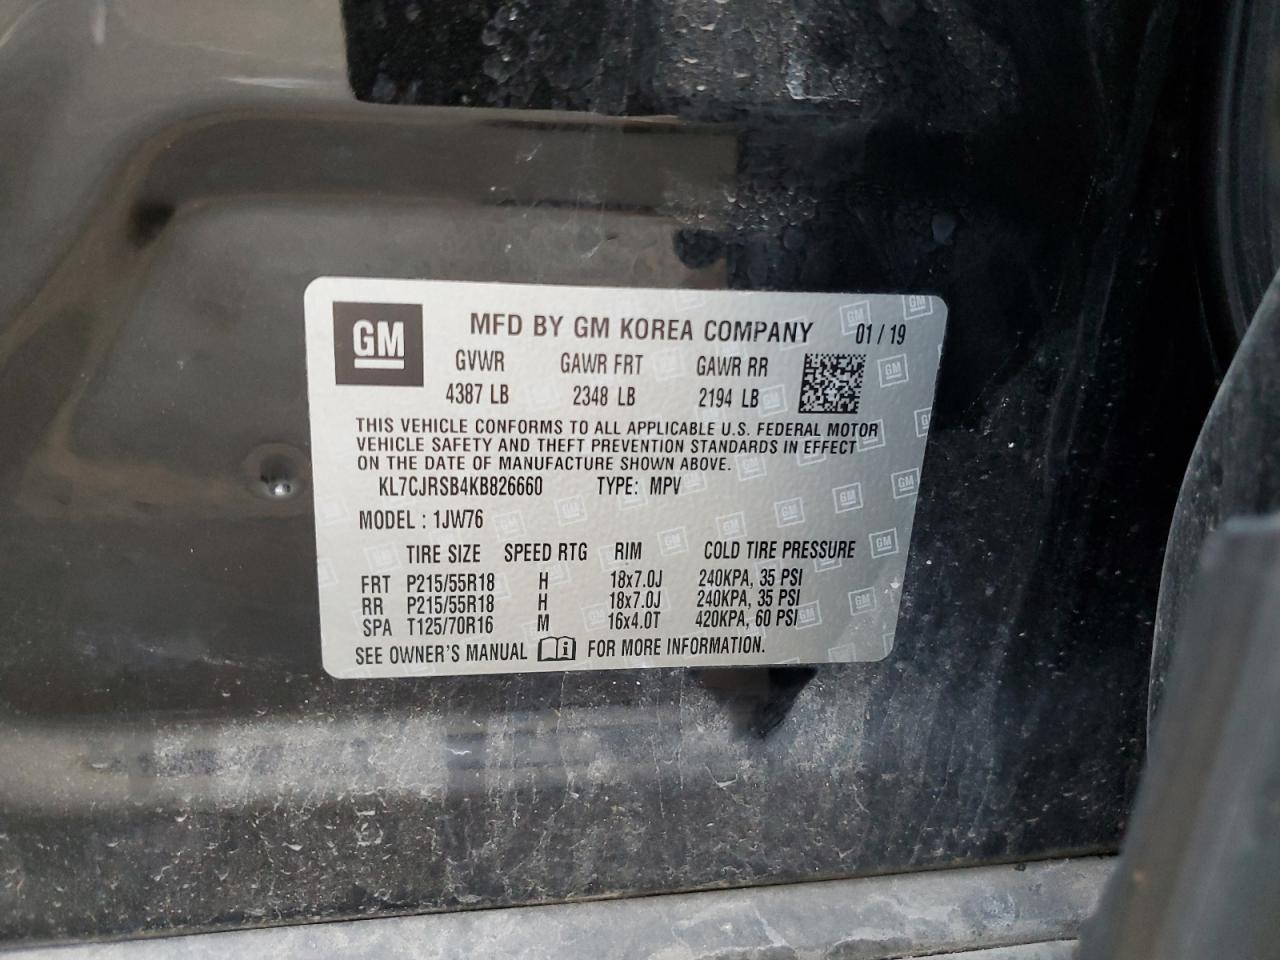 GM MFD BY GM KOREA COMPANY 01 / 19
GVWR GAWR FRT GAWR RR
4387 LB 2348 LB 2194 LB
THIS VEHICLE CONFORMS TO ALL APPLICABLE U.S. FEDERAL MOTOR
VEHICLE SAFETY AND THEFT PREVENTION STANDARDS IN EFFECT
ON THE DATE OF MANUFACTURE SHOWN ABOVE.
KL7CJRSB4KB826660 TYPE: MPV
MODEL : 1JW76
TIRE SIZE SPEED RTG RIM COLD TIRE PRESSURE
FRT P215/55R18 H 18x7.0J 240KPA, 35 PSI
RR P215/55R18 H 18x7.0J 240KPA, 35 PSI
SPA T125/70R16 M 16x4.0T 420KPA, 60 PSI
SEE OWNER'S MANUAL i FOR MORE INFORMATION.